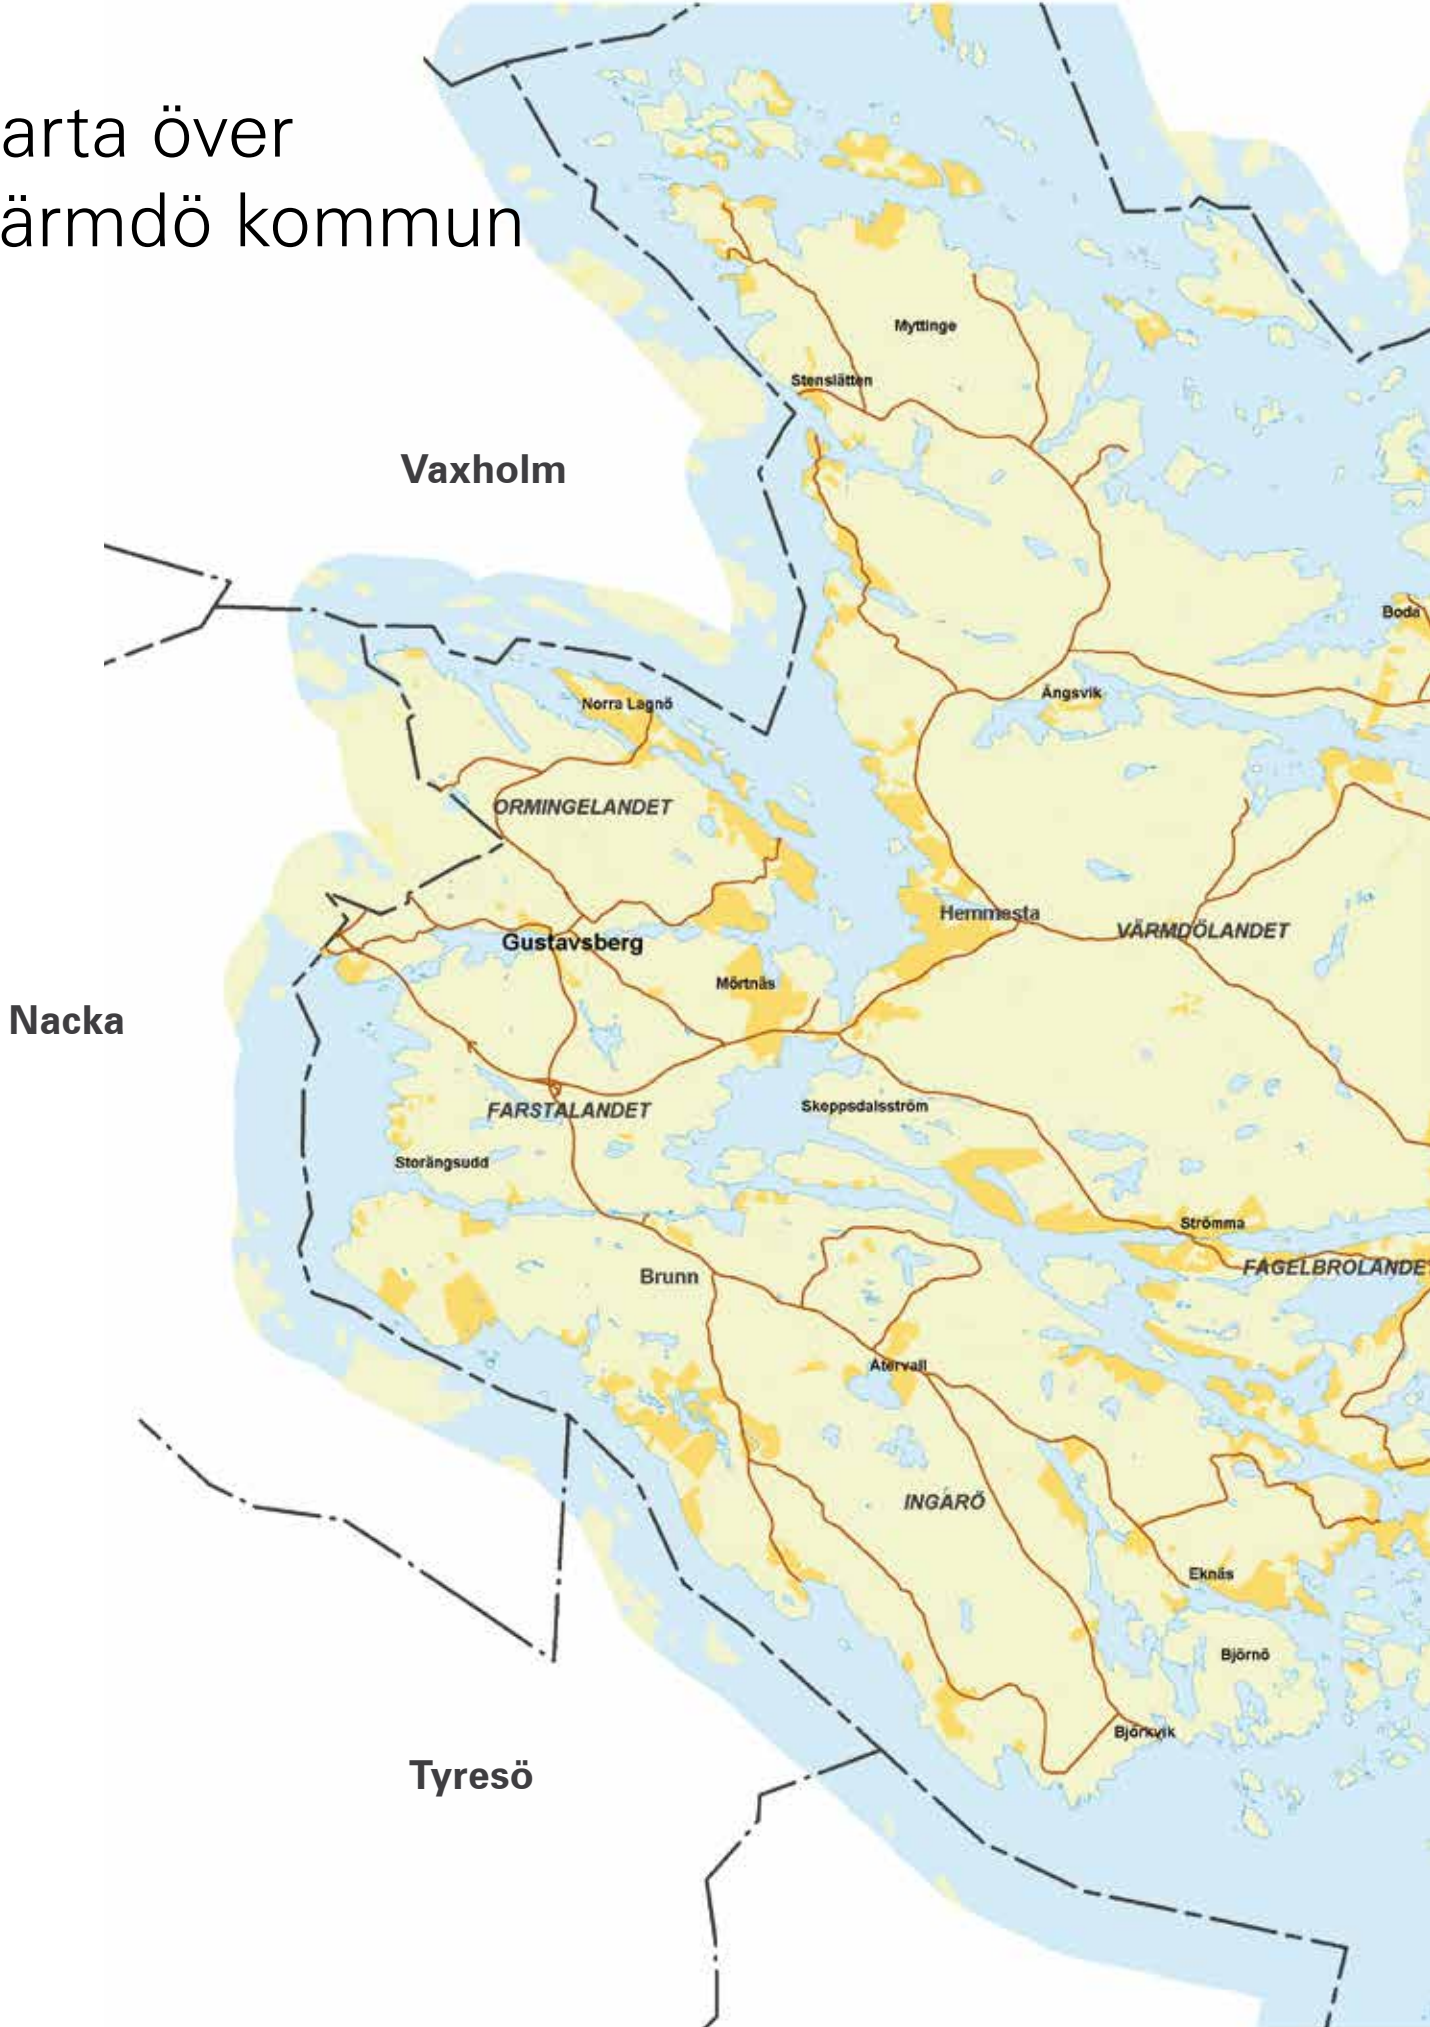 arta över
ärmdö kommun
Myttinge
Stenslätten
Vaxholm
Boda
Ängsvik
Norra Lagnö
ORMINGELANDET
Hemmesta
VÄRMDÖLANDET
Gustavsberg
Mörtnäs
Nacka
Skeppsdalsström
FARSTALANDET
Storängsudd
Strömma
FÅGELBROLANDET
Brunn
Återvall
INGARÖ
Eknäs
Björnö
Björkvik
Tyresö